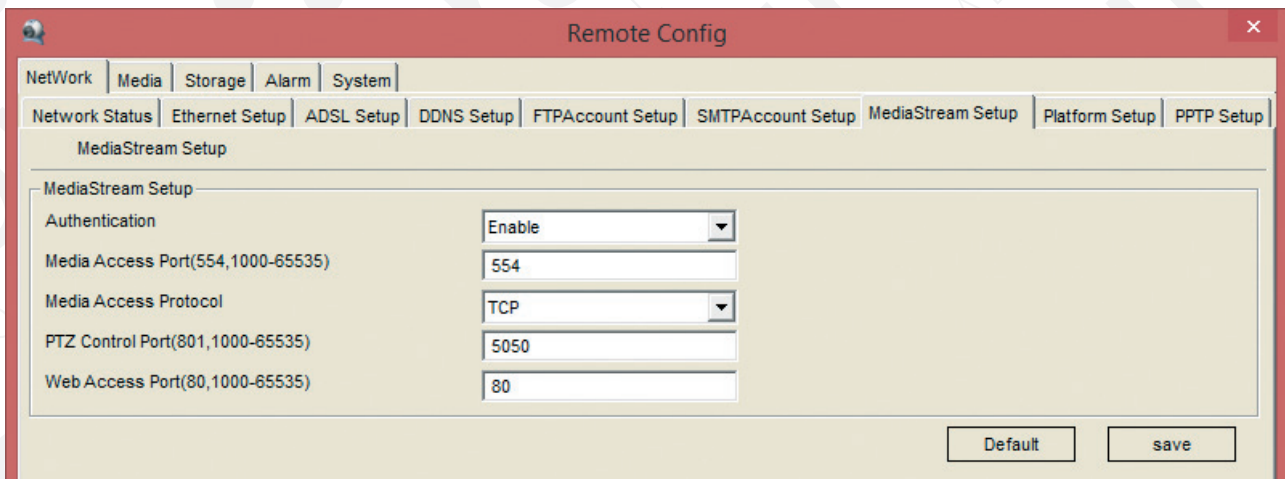 Remote Config
NetWork Media Storage Alarm System
Network Status Ethernet Setup ADSL Setup DDNS Setup FTPAccount Setup SMTPAccount Setup MediaStream Setup Platform Setup PPTP Setup
MediaStream Setup
MediaStream Setup
Authentication Enable
Media Access Port(554,1000-65535) 554
Media Access Protocol TCP
PTZ Control Port(801,1000-65535) 5050
Web Access Port(80,1000-65535) 80
Default save